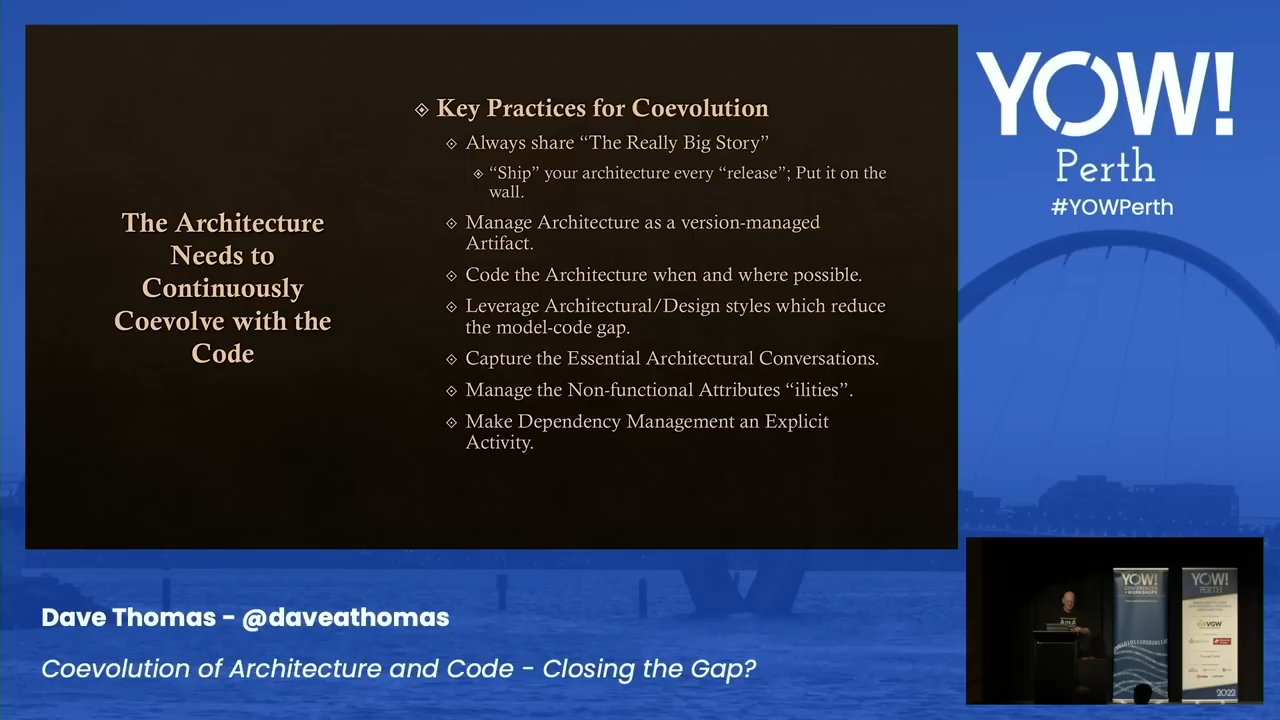 The Architecture
Needs to
Continuously
Coevolve with the
Code
Key Practices for Coevolution
Always share “The Really Big Story”
“Ship” your architecture every “release”; Put it on the
wall.
Manage Architecture as a version-managed
Artifact.
Code the Architecture when and where possible.
Leverage Architectural/Design styles which reduce
the model-code gap.
Capture the Essential Architectural Conversations.
Manage the Non-functional Attributes “ilities”.
Make Dependency Management an Explicit
Activity.
YOW!
Perth
#YOWPerth
Dave Thomas - @daveathomas
Coevolution of Architecture and Code - Closing the Gap?
YOW!
CONFERENCES
+ WORKSHOPS
YOW!
PERTH
VGW
2022